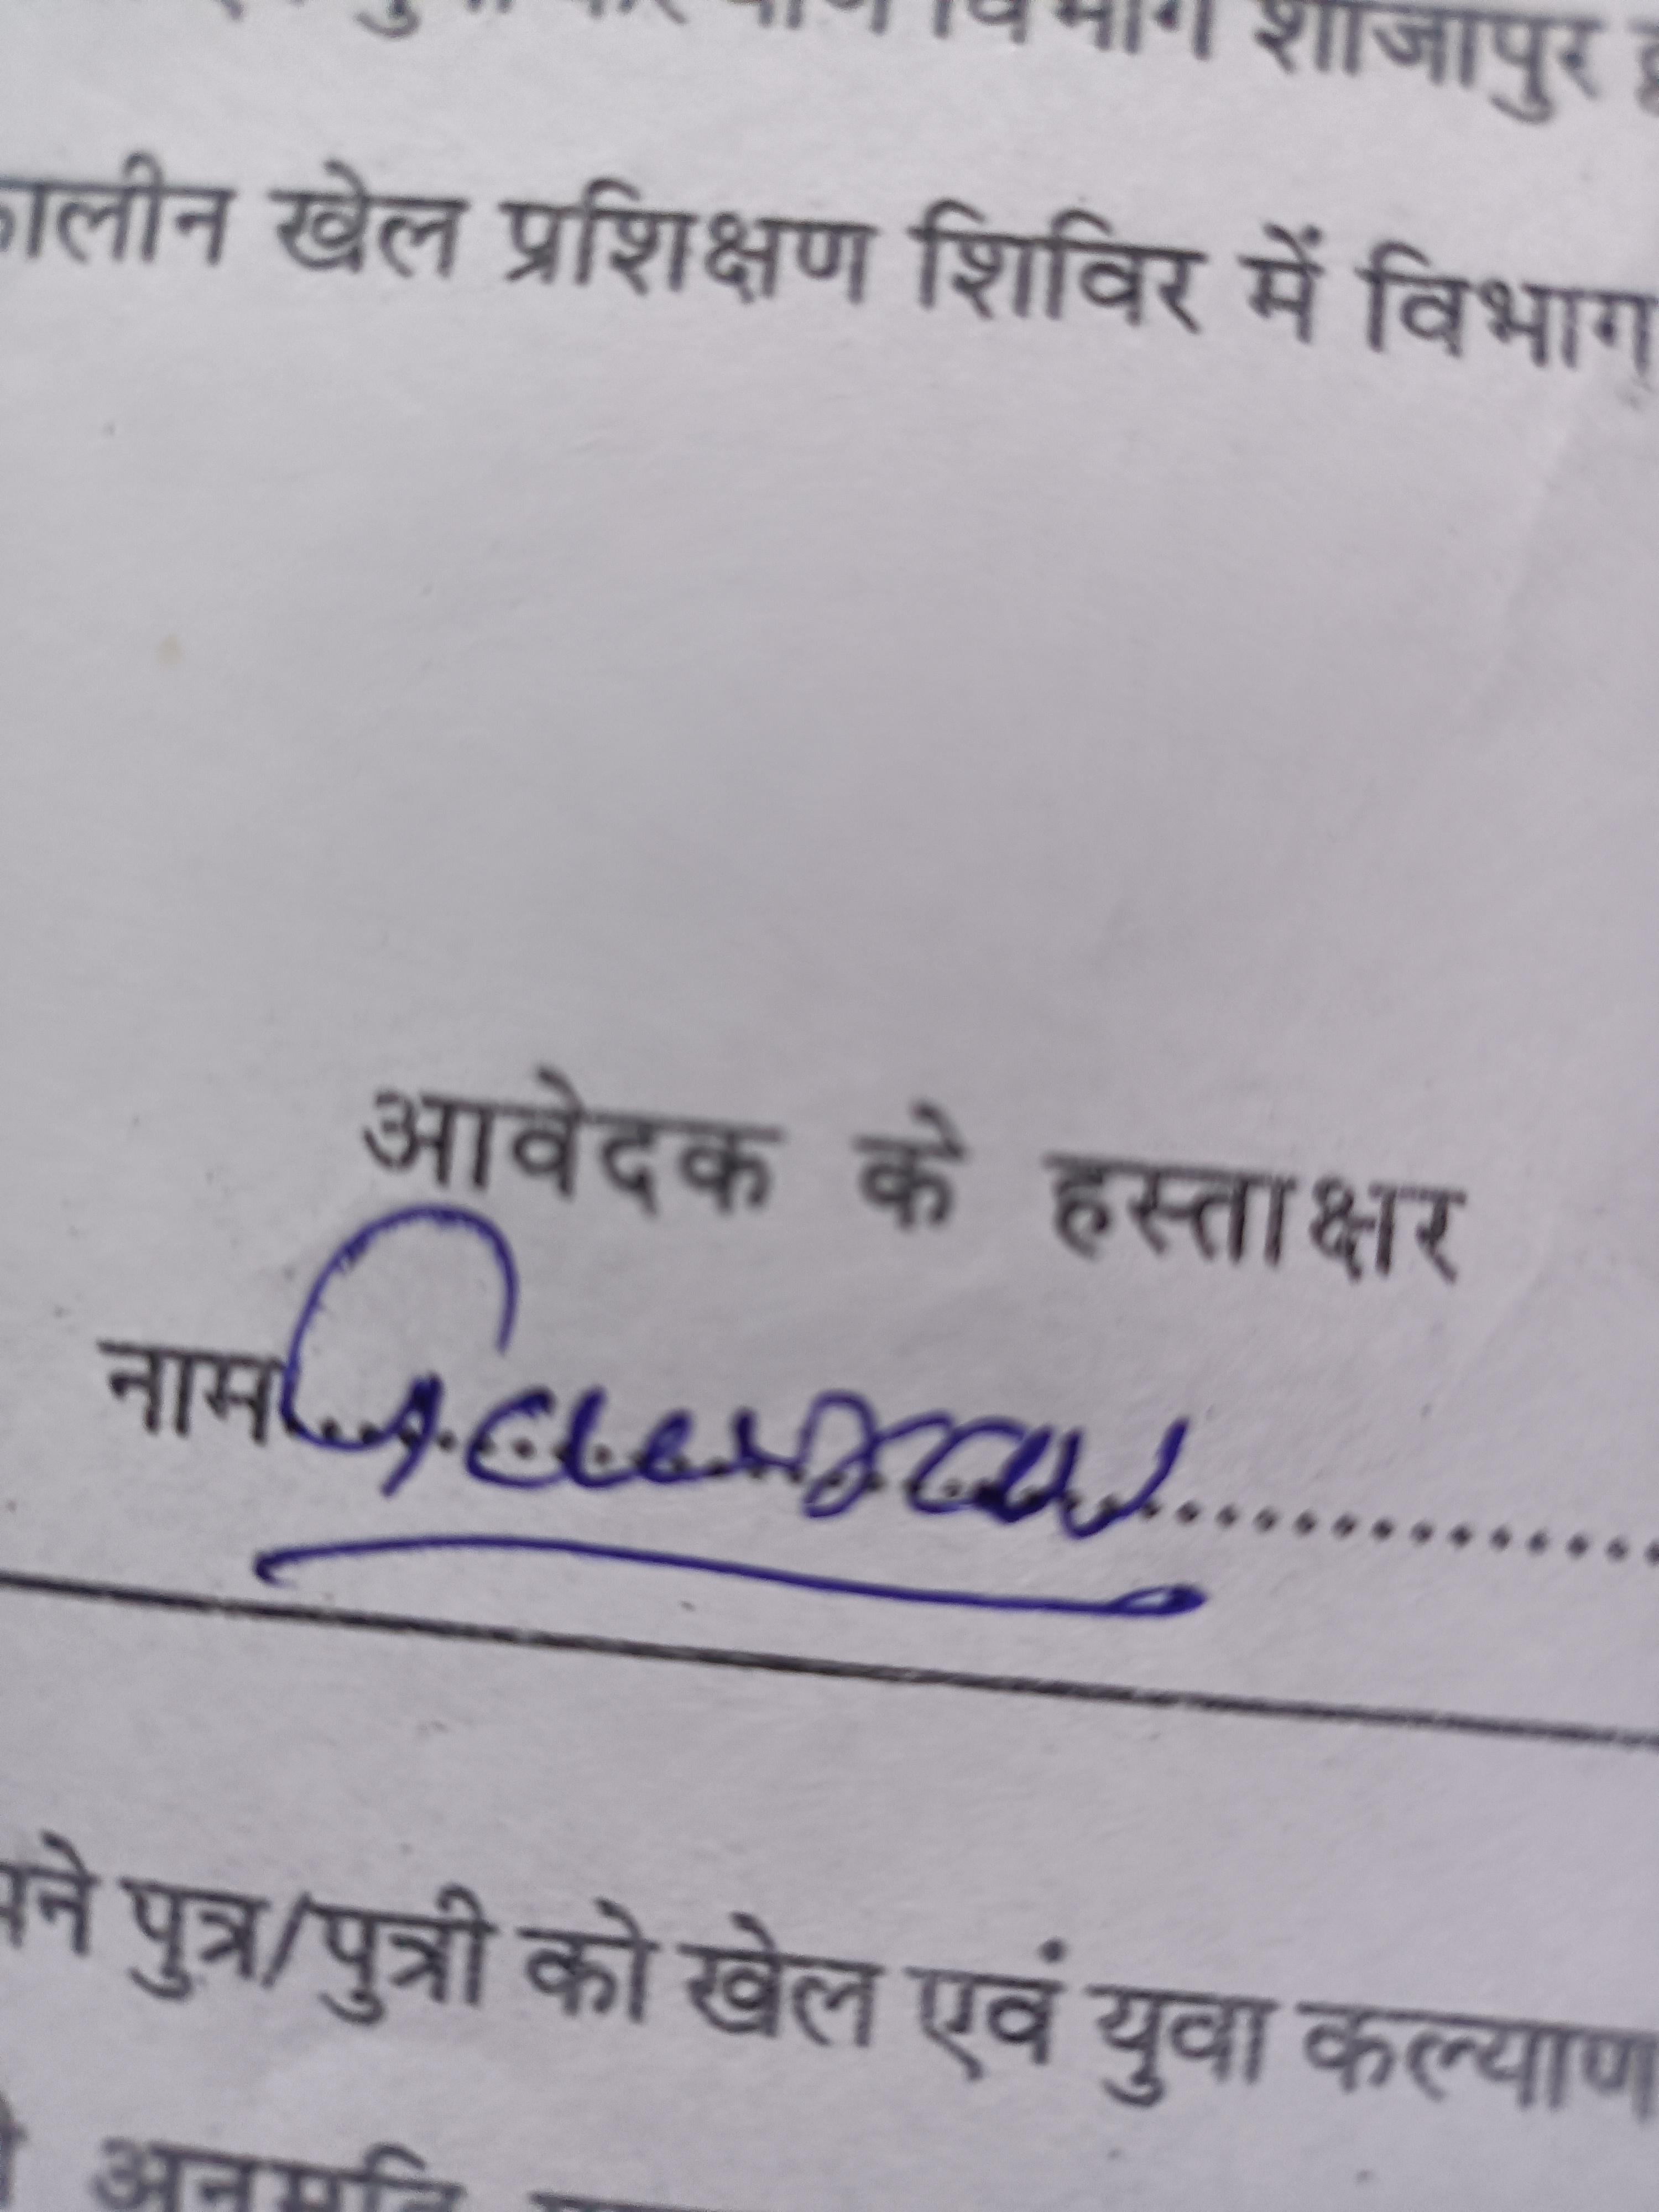 विभाग शाजापुर
कालीन खेल प्रशिक्षण शिविर में विभाग
आवेदक के हस्ताक्षर
नाम....................
पुत्र/पुत्री को खेल एवं युवा कल्याण